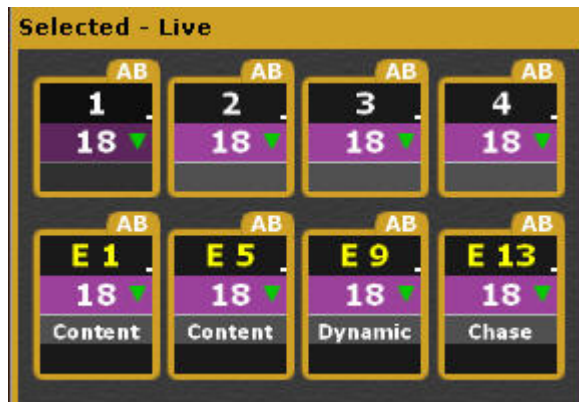 Selected - Live
AB AB AB AB
1 2 3 4
18 18 18 18
AB AB AB AB
E 1 E 5 E 9 E 13
18 18 18 18
Content Content Dynamic Chase